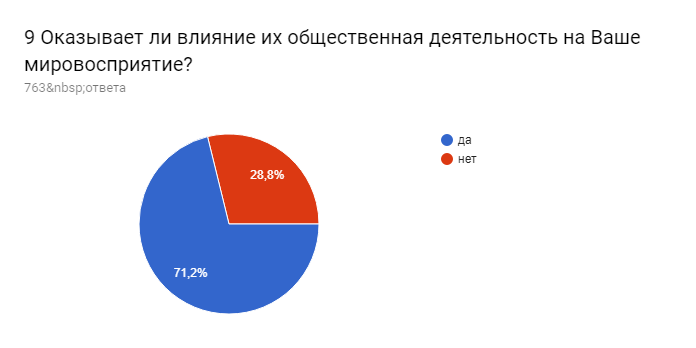 9 Оказывает ли влияние их общественная деятельность на Ваше
мировосприятие?
763&nbsp;ответа
да
нет
28,8%
71,2%